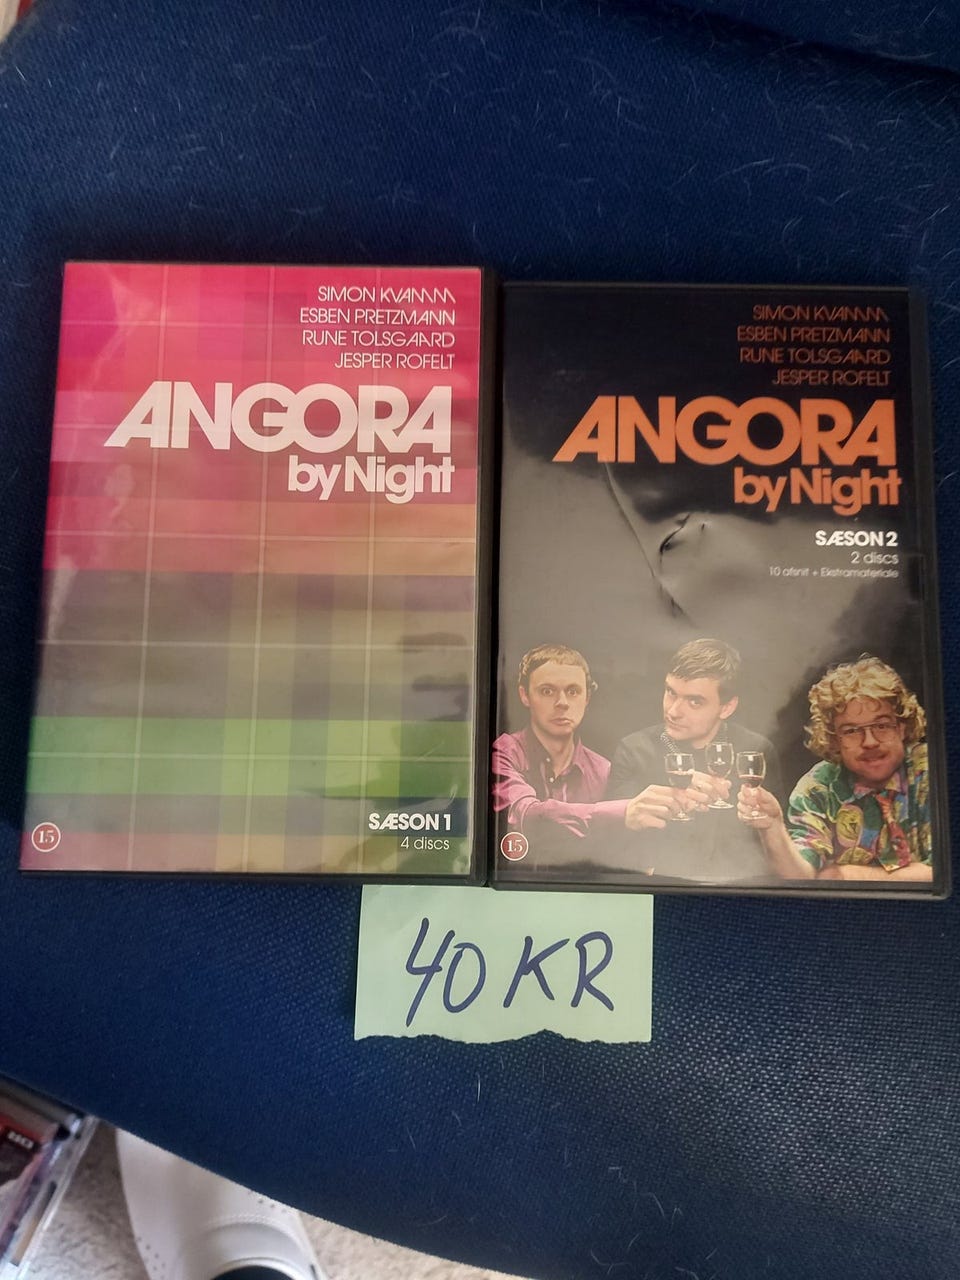 SIMON KVAMM
ESBEN PRETZMANN
RUNE TOLSGAARD
JESPER ROFELT
ANGORA
by Night
SÆSON 1
4 discs
15
SIMON KVAMM
ESBEN PRETZMANN
RUNE TOLSGAARD
JESPER ROFELT
ANGORA
by Night
SÆSON 2
2 discs
10 afsnit + Ekstramateriale
15
40 KR